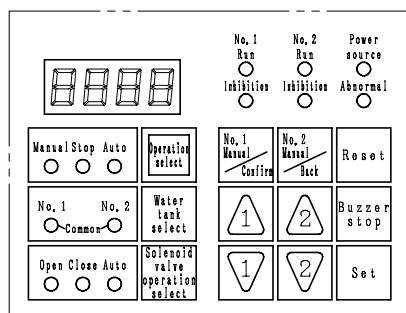 No. 1 No. 2 Power
Run Run source
Inhibition Inhibition Abnormal
8888
Manual Stop Auto
Operation
select
No. 1
Manual
Confirm
No. 2
Manual
Back
Reset
No. 1 No. 2
Common
Water
tank
select
1
2
Buzzer
stop
Open Close Auto
Solenoid
valve
operation
select
1
2
Set